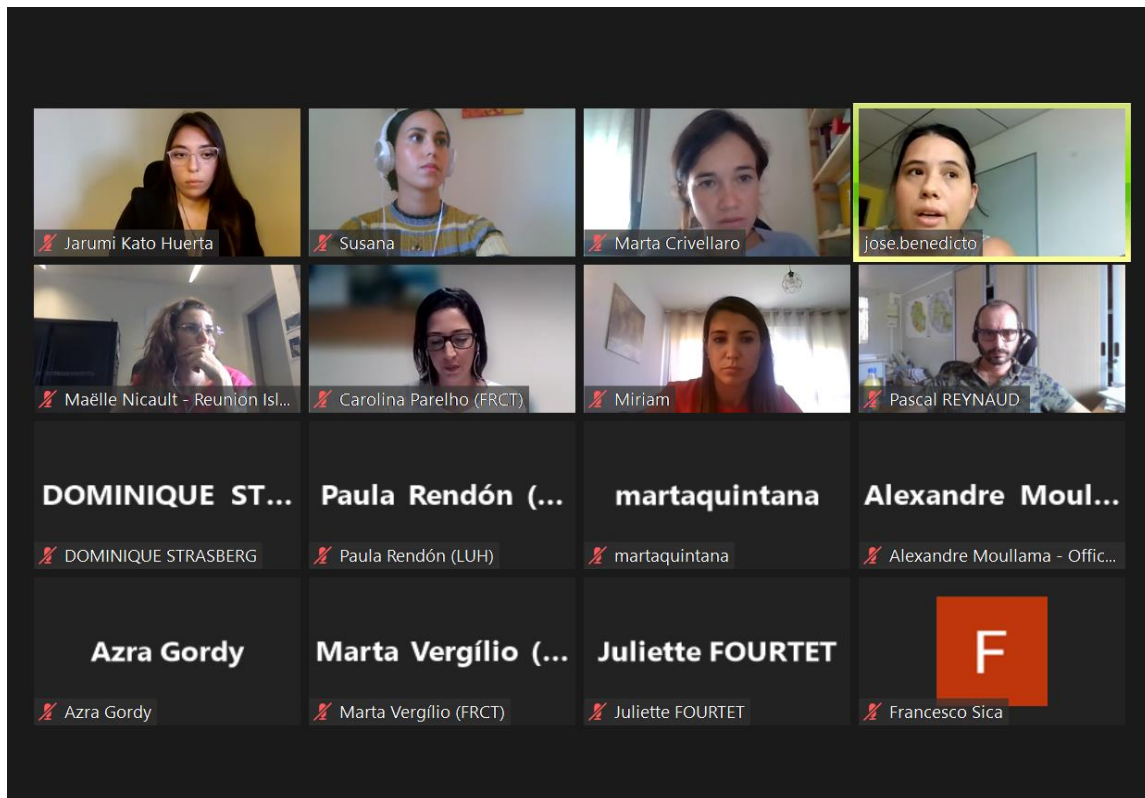 Jarumi Kato Huerta
Susana
Marta Crivellaro
jose.benedicto
Maëlle Nicault - Reunion Isl...
Carolina Parelho (FRCT)
Miriam
Pascal REYNAUD
DOMINIQUE ST...
Paula Rendón (...
martaquintana
Alexandre Moul...
DOMINIQUE STRASBERG
Paula Rendón (LUH)
martaquintana
Alexandre Moullama - Offic...
Azra Gordy
Marta Vergílio (...
Juliette FOURTET
F
Azra Gordy
Marta Vergílio (FRCT)
Juliette FOURTET
Francesco Sica